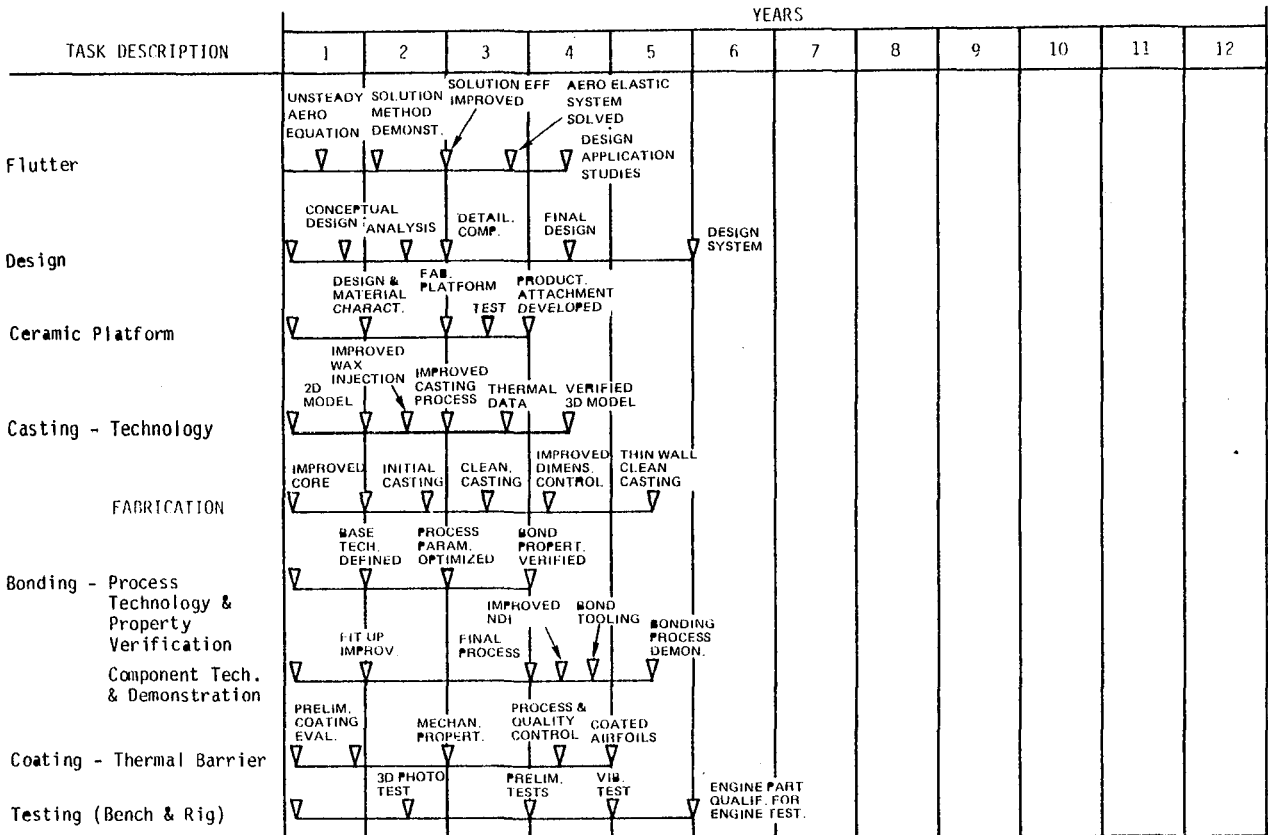 YEARS
TASK DESCRIPTION 1 2 3 4 5 6 7 8 9 10 11 12
UNSTEADY
AERO
EQUATION
SOLUTION
METHOD
DEMONST.
SOLUTION EFF
IMPROVED
AERO ELASTIC
SYSTEM
SOLVED
DESIGN
APPLICATION
STUDIES
Flutter
CONCEPTUAL
DESIGN
ANALYSIS
DETAIL.
COMP.
FINAL
DESIGN
DESIGN
SYSTEM
Design
DESIGN &
MATERIAL
CHARACT.
FAB.
PLATFORM
TEST
PRODUCT.
ATTACHMENT
DEVELOPED
Ceramic Platform
2D
MODEL
IMPROVED
WAX
INJECTION
IMPROVED
CASTING
PROCESS
THERMAL
DATA
VERIFIED
3D MODEL
Casting - Technology
IMPROVED
CORE
INITIAL
CASTING
CLEAN.
CASTING
IMPROVED
DIMENS.
CONTROL
THIN WALL
CLEAN
CASTING
FABRICATION
BASE
TECH.
DEFINED
PROCESS
PARAM.
OPTIMIZED
BOND
PROPERT.
VERIFIED
Bonding - Process
Technology &
Property
Verification
FIT UP
IMPROV.
FINAL
PROCESS
IMPROVED
NDI
BOND
TOOLING
BONDING
PROCESS
DEMON.
Component Tech.
& Demonstration
PRELIM.
COATING
EVAL.
MECHAN.
PROPERT.
PROCESS &
QUALITY
CONTROL
COATED
AIRFOILS
Coating - Thermal Barrier
3D PHOTO
TEST
PRELIM.
TESTS
VIB.
TEST
ENGINE PART
QUALIF. FOR
ENGINE TEST.
Testing (Bench & Rig)